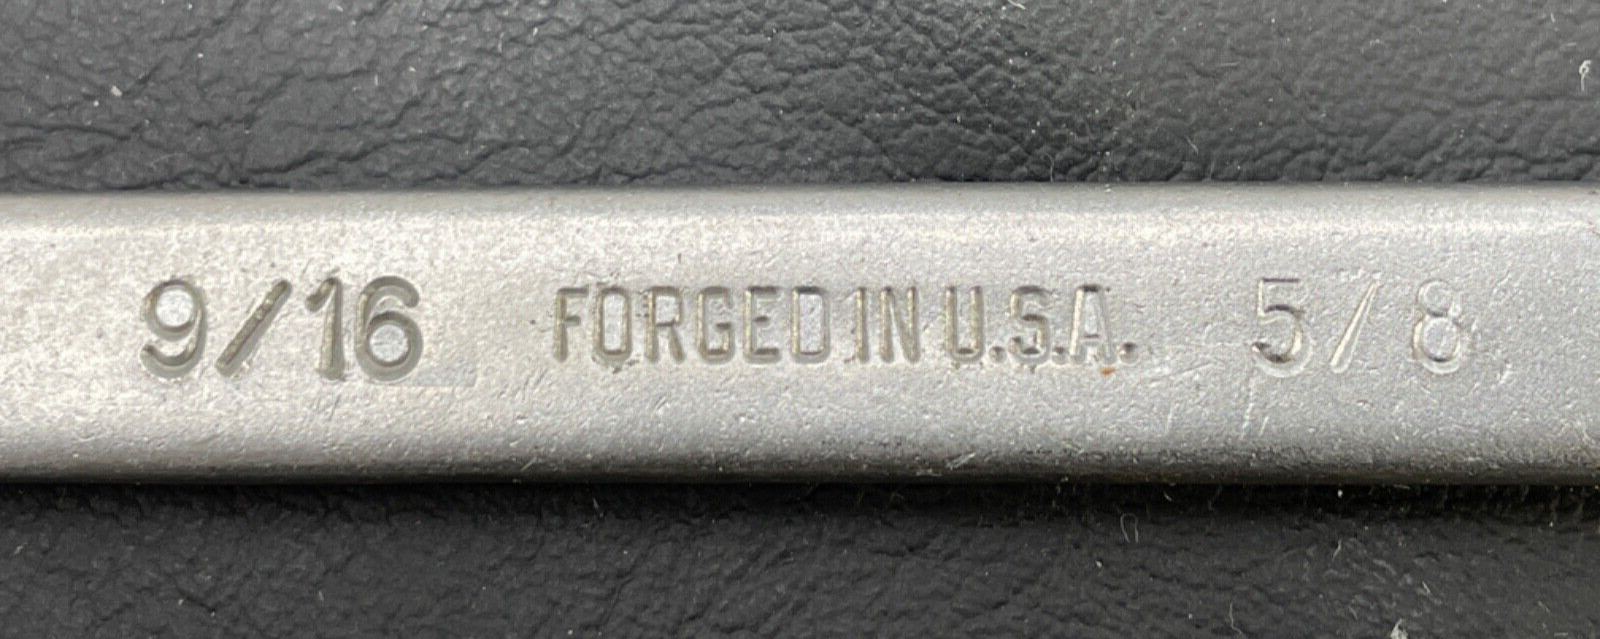 9/16 FORGED IN U.S.A. 5/8